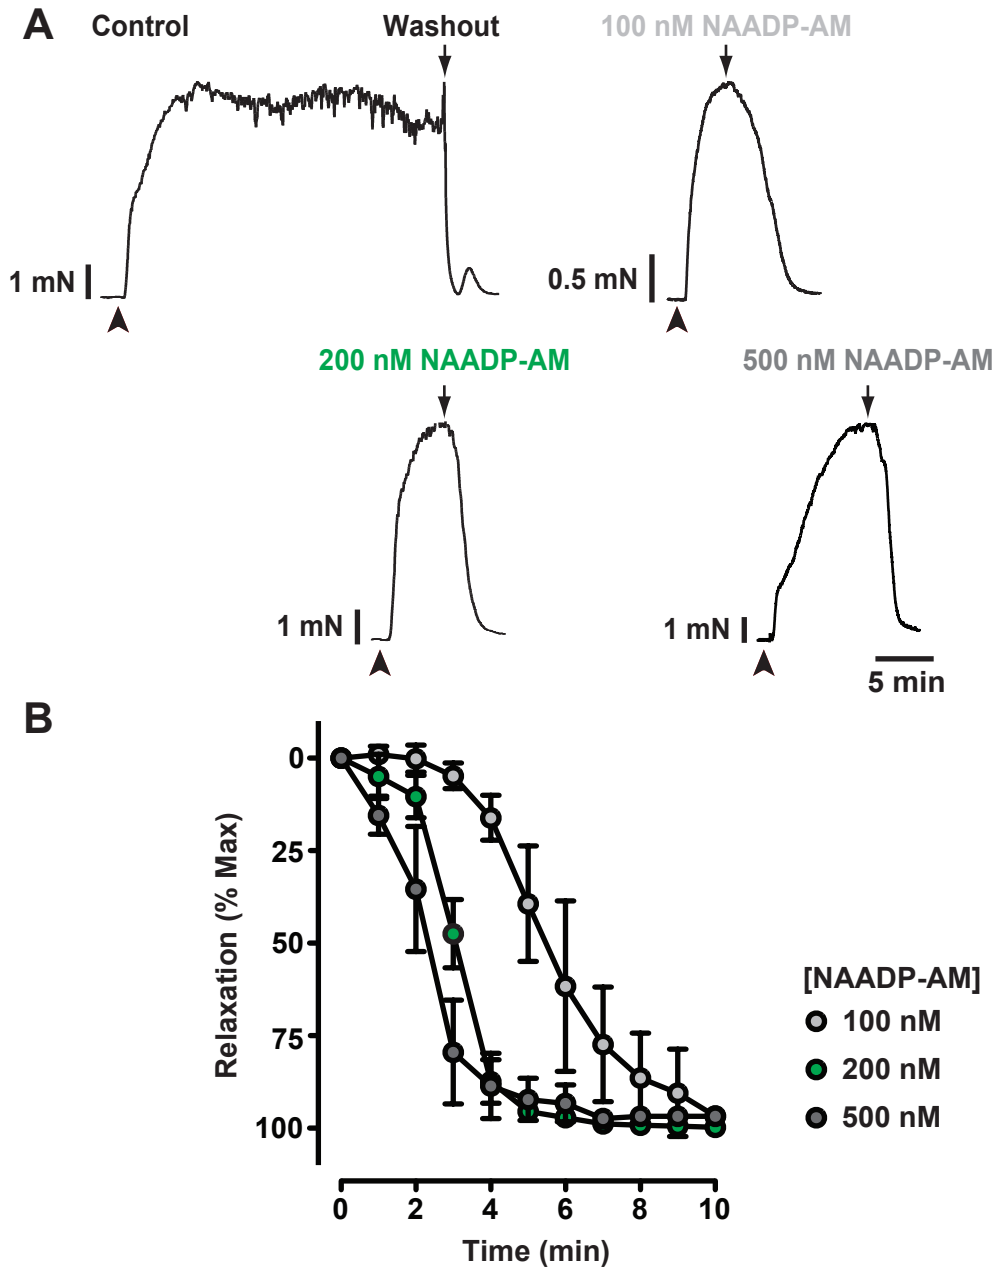 A
Control
Washout
100 nM NAADP-AM
1 mN
0.5 mN
200 nM NAADP-AM
500 nM NAADP-AM
1 mN
1 mN
5 min
B
0
25
50
75
100
Relaxation (% Max)
0 2 4 6 8 10
Time (min)
[NAADP-AM]
100 nM
200 nM
500 nM